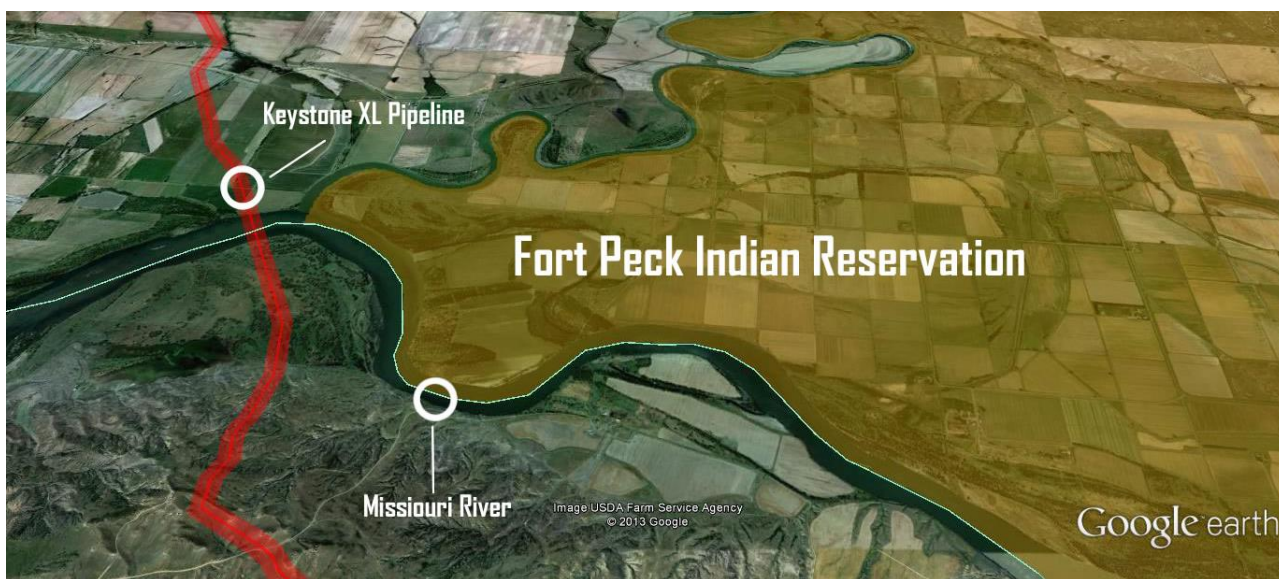 Keystone XL Pipeline
Fort Peck Indian Reservation
Missiouri River
Image USDA Farm Service Agency
© 2013 Google
Google earth